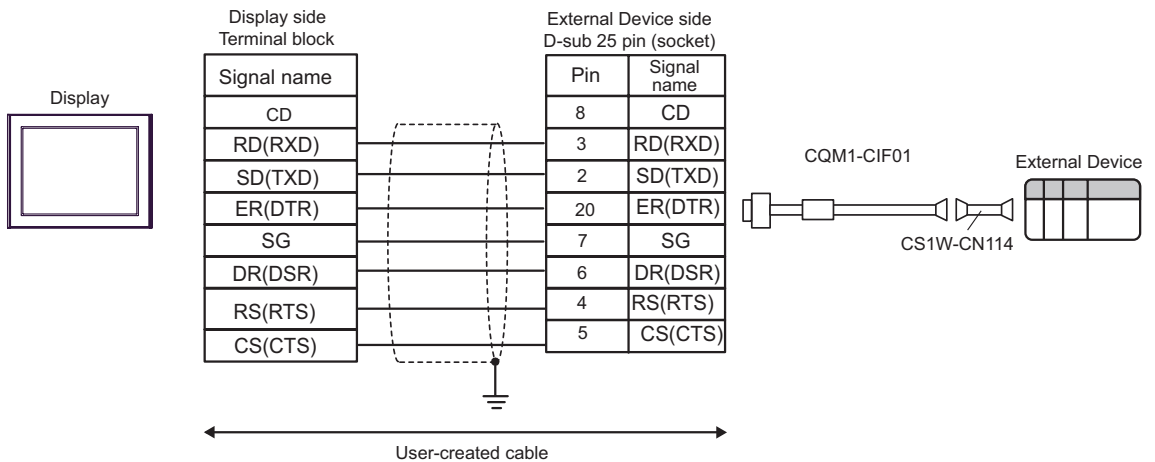 Display side
Terminal block
External Device side
D-sub 25 pin (socket)
Display
Signal name
Pin
Signal
name
CD
8
CD
RD(RXD)
3
RD(RXD)
SD(TXD)
2
SD(TXD)
ER(DTR)
20
ER(DTR)
SG
7
SG
DR(DSR)
6
DR(DSR)
RS(RTS)
4
RS(RTS)
CS(CTS)
5
CS(CTS)
CQM1-CIF01
External Device
CS1W-CN114
User-created cable